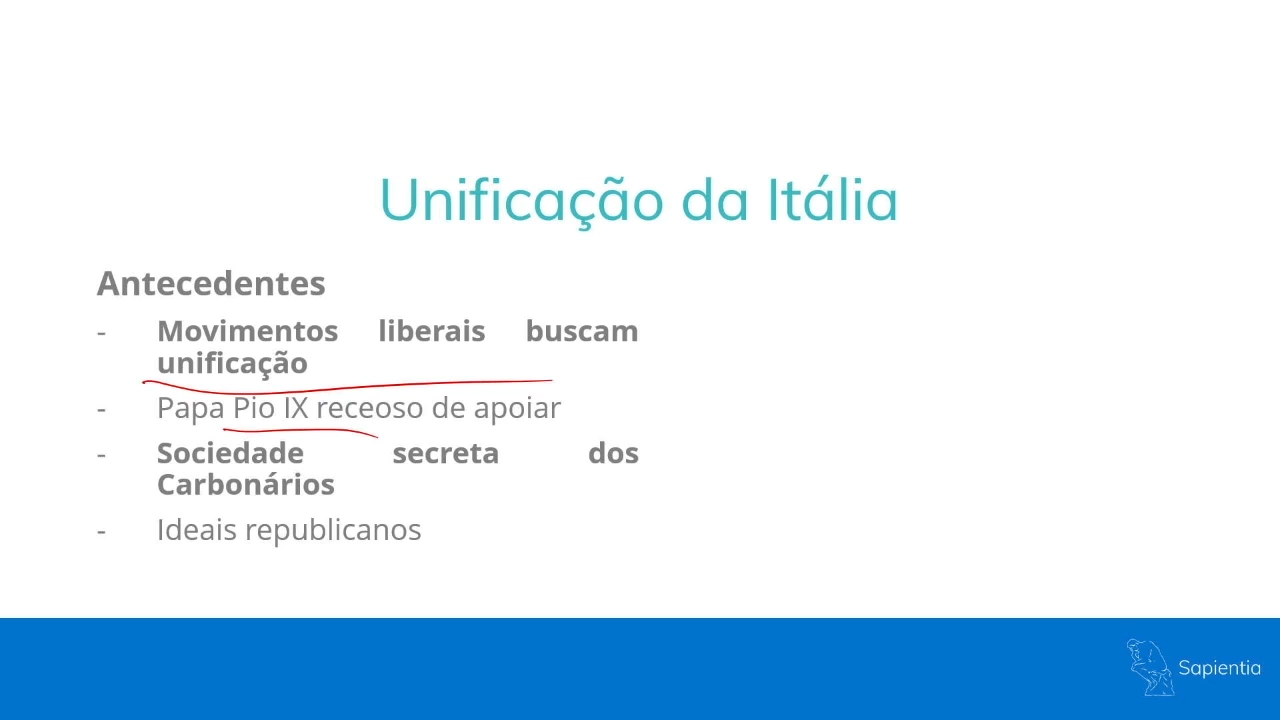 Unificação da Itália
Antecedentes
- Movimentos liberais buscam
unificação
- Papa Pio IX receoso de apoiar
- Sociedade secreta dos
Carbonários
- Ideais republicanos
Sapientia